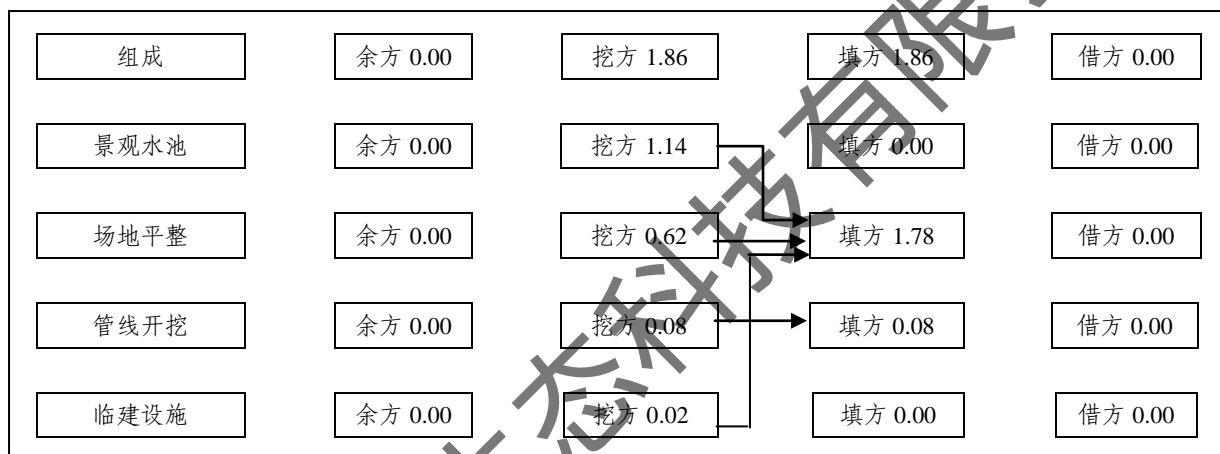 组成 余方 0.00 挖方 1.86 填方 1.86 借方 0.00
景观水池 余方 0.00 挖方 1.14 填方 0.00 借方 0.00
场地平整 余方 0.00 挖方 0.62 填方 1.78 借方 0.00
管线开挖 余方 0.00 挖方 0.08 填方 0.08 借方 0.00
临建设施 余方 0.00 挖方 0.02 填方 0.00 借方 0.00
态科技有限